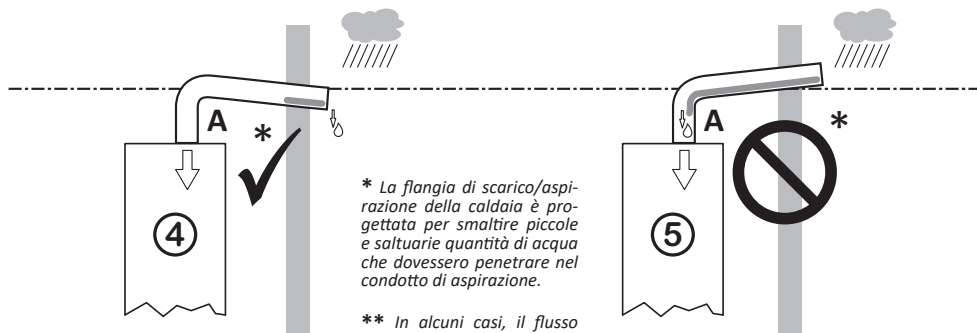 A
*
4
* La flangia di scarico/aspi-
razione della caldaia è pro-
gettata per smaltire piccole
e saltuarie quantità di acqua
che dovessero penetrare nel
condotto di aspirazione.
** In alcuni casi, il flusso
A
*
5